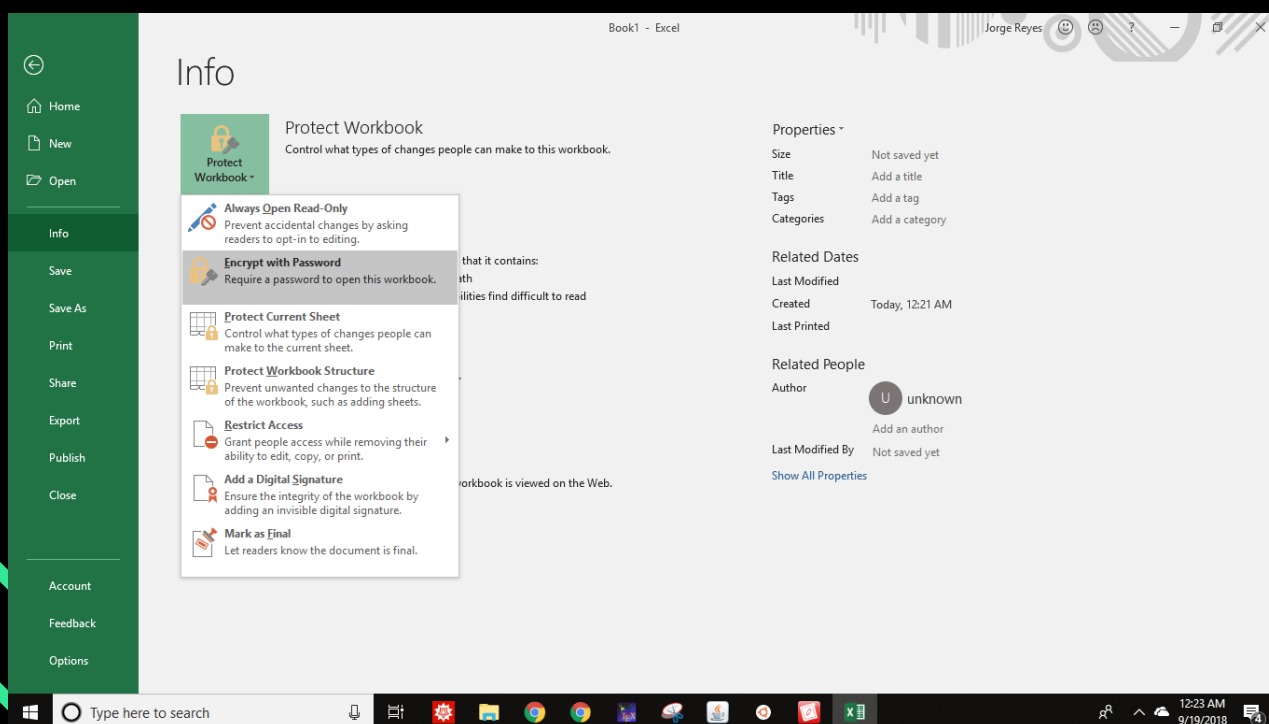 Book1 - Excel
Jorge Reyes
?
Info
Home
New
Open
Info
Save
Save As
Print
Share
Export
Publish
Close
Account
Feedback
Options
Protect
Workbook
Protect Workbook
Control what types of changes people can make to this workbook.
Always Open Read-Only
Prevent accidental changes by asking
readers to opt-in to editing.
Encrypt with Password
Require a password to open this workbook.
Protect Current Sheet
Control what types of changes people can
make to the current sheet.
Protect Workbook Structure
Prevent unwanted changes to the structure
of the workbook, such as adding sheets.
Restrict Access
Grant people access while removing their
ability to edit, copy, or print.
Add a Digital Signature
Ensure the integrity of the workbook by
adding an invisible digital signature.
Mark as Final
Let readers know the document is final.
that it contains:
ath
ilities find difficult to read
orkbook is viewed on the Web.
Properties
Size Not saved yet
Title Add a title
Tags Add a tag
Categories Add a category
Related Dates
Last Modified
Created Today, 12:21 AM
Last Printed
Related People
Author U unknown
Add an author
Last Modified By Not saved yet
Show All Properties
Type here to search
12:23 AM
9/19/2018
4